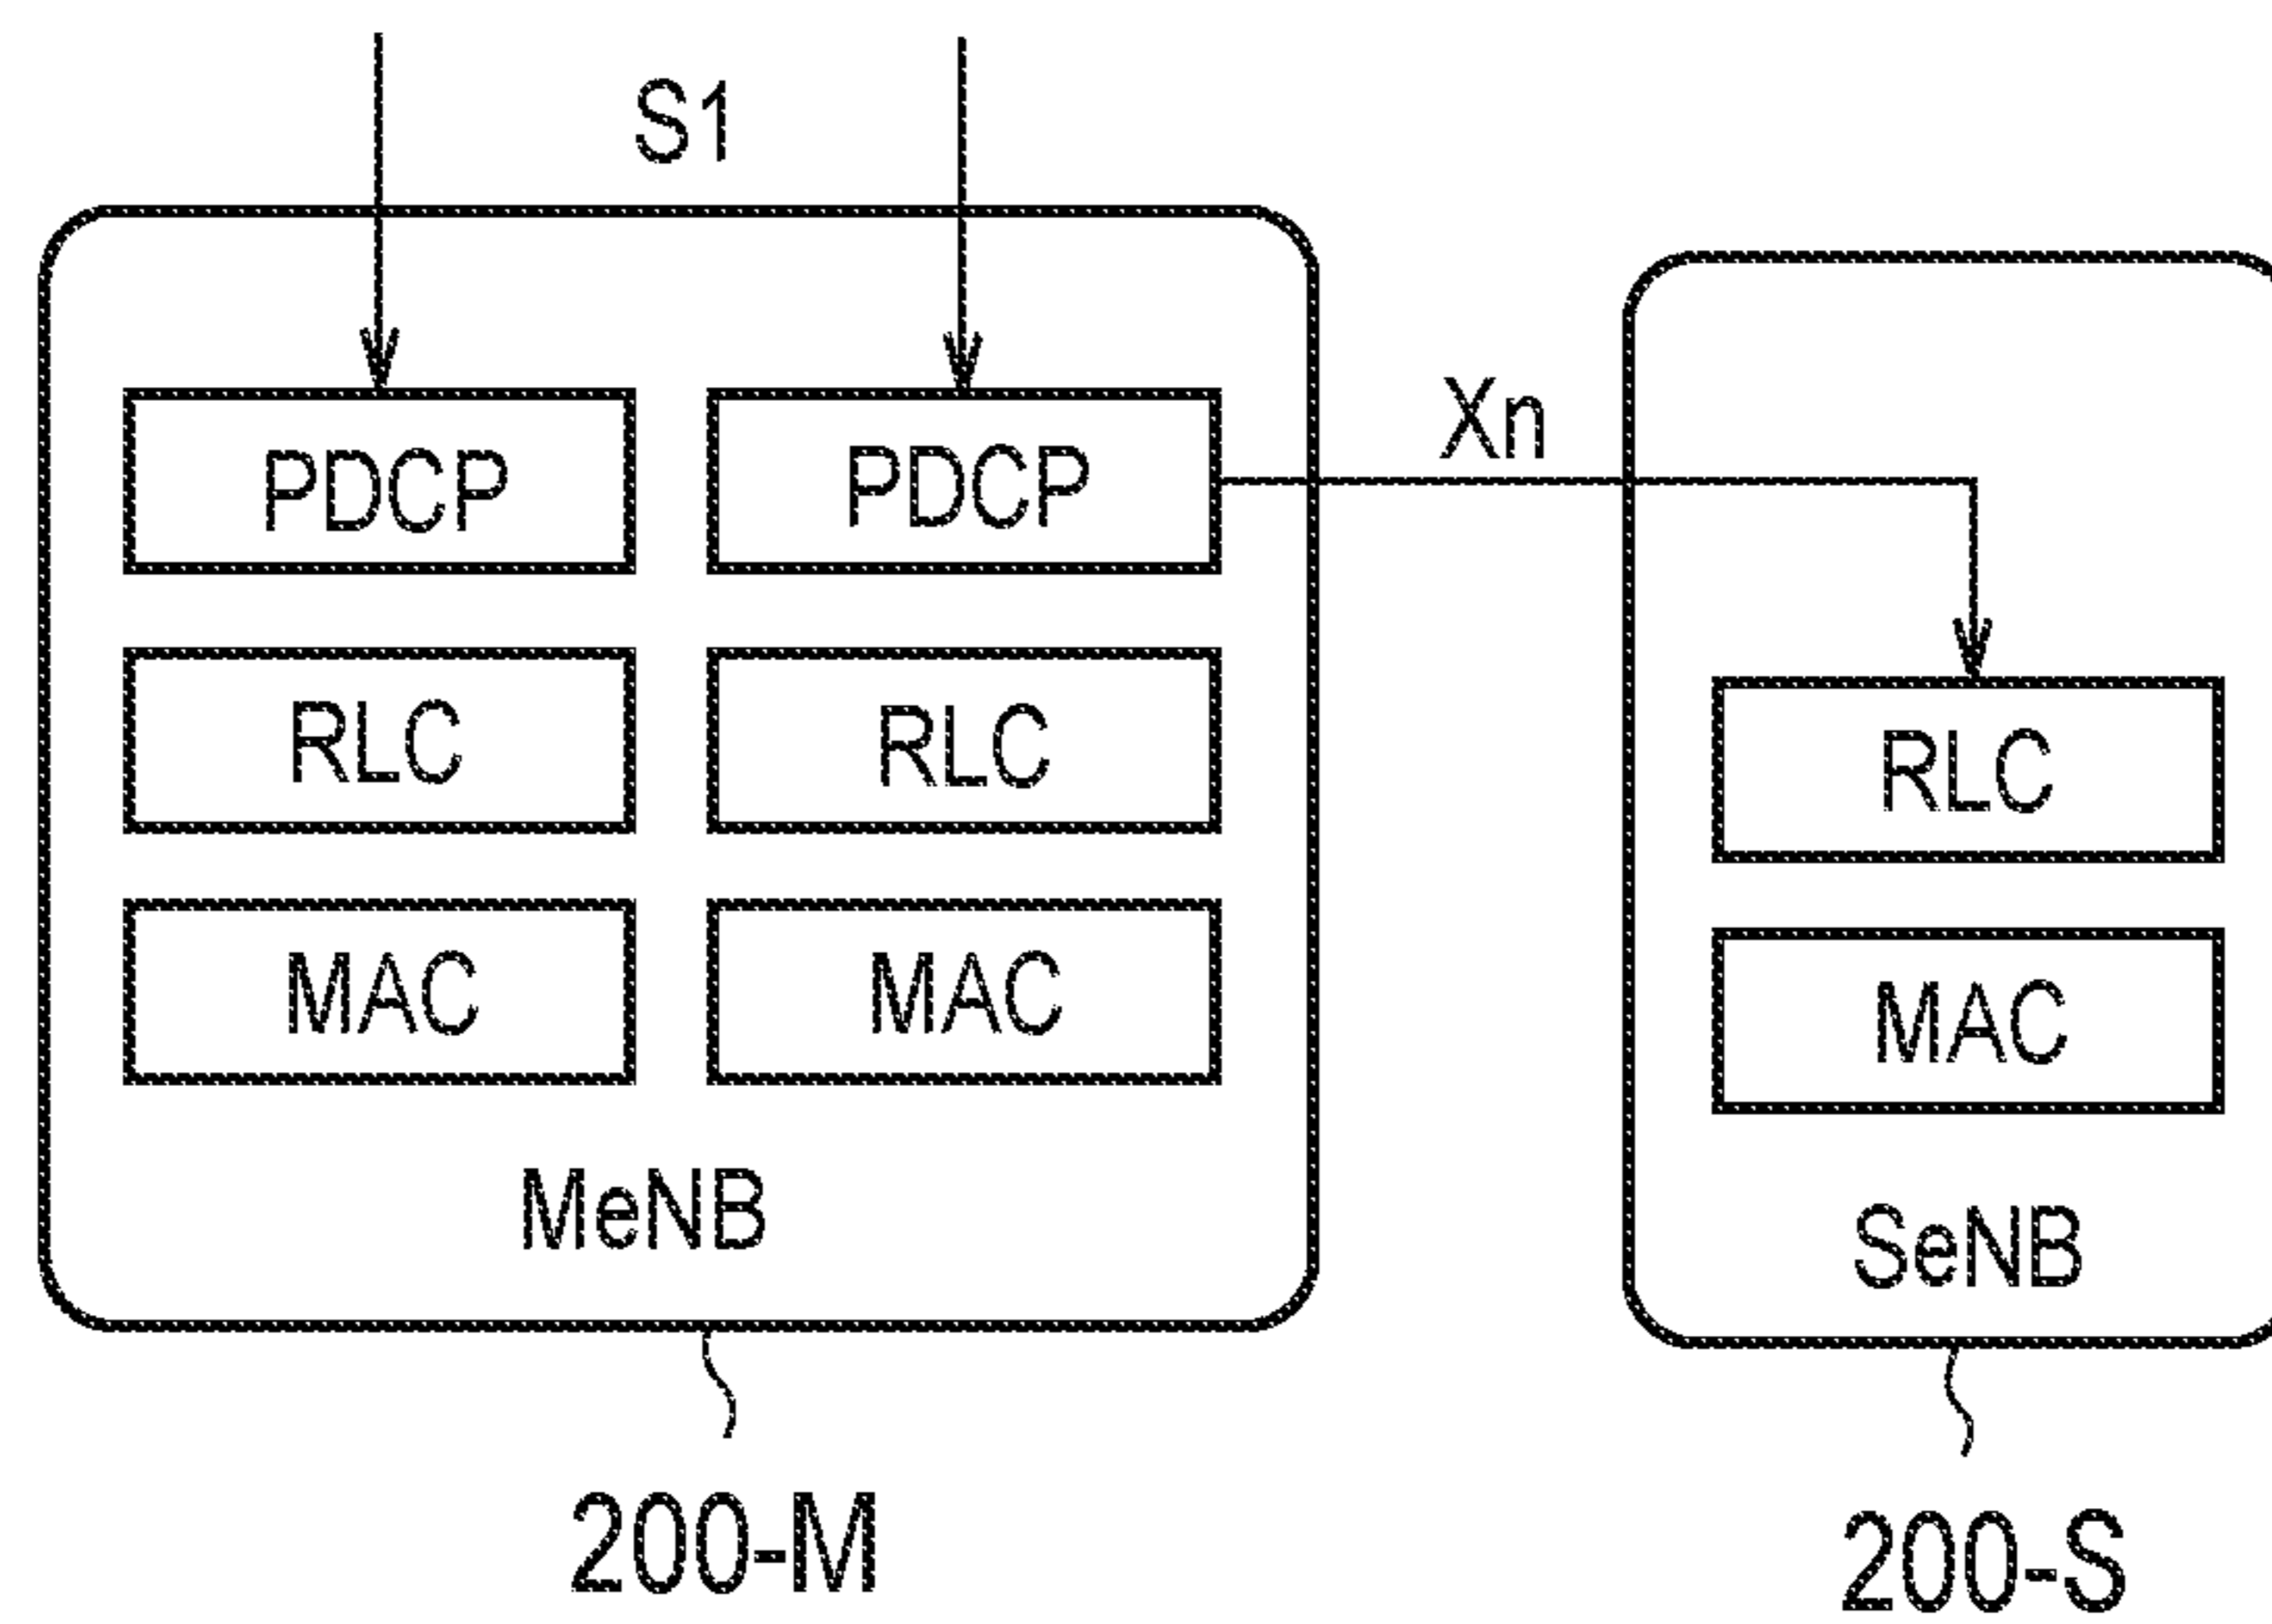 S1
Xn
PDCP PDCP
RLC RLC RLC
MAC MAC MAC
MeNB SeNB
200-M 200-S